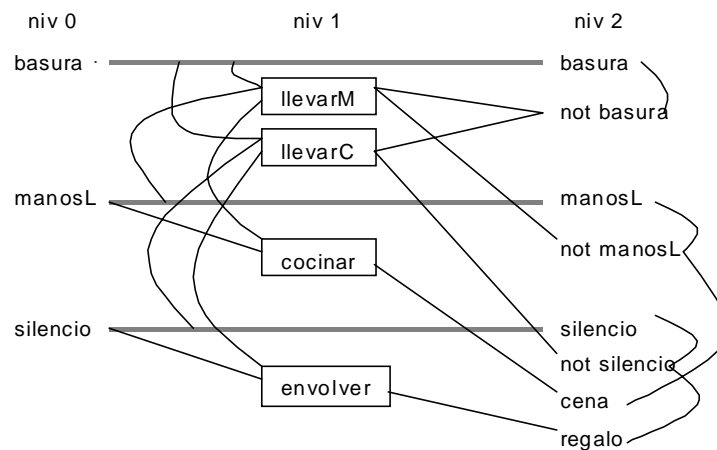 niv 0 niv 1 niv 2
basura basura
llevarM
not basura
llevarC
manosL manosL
not manosL
cocinar
silencio silencio
not silencio
envolver
cena
regalo